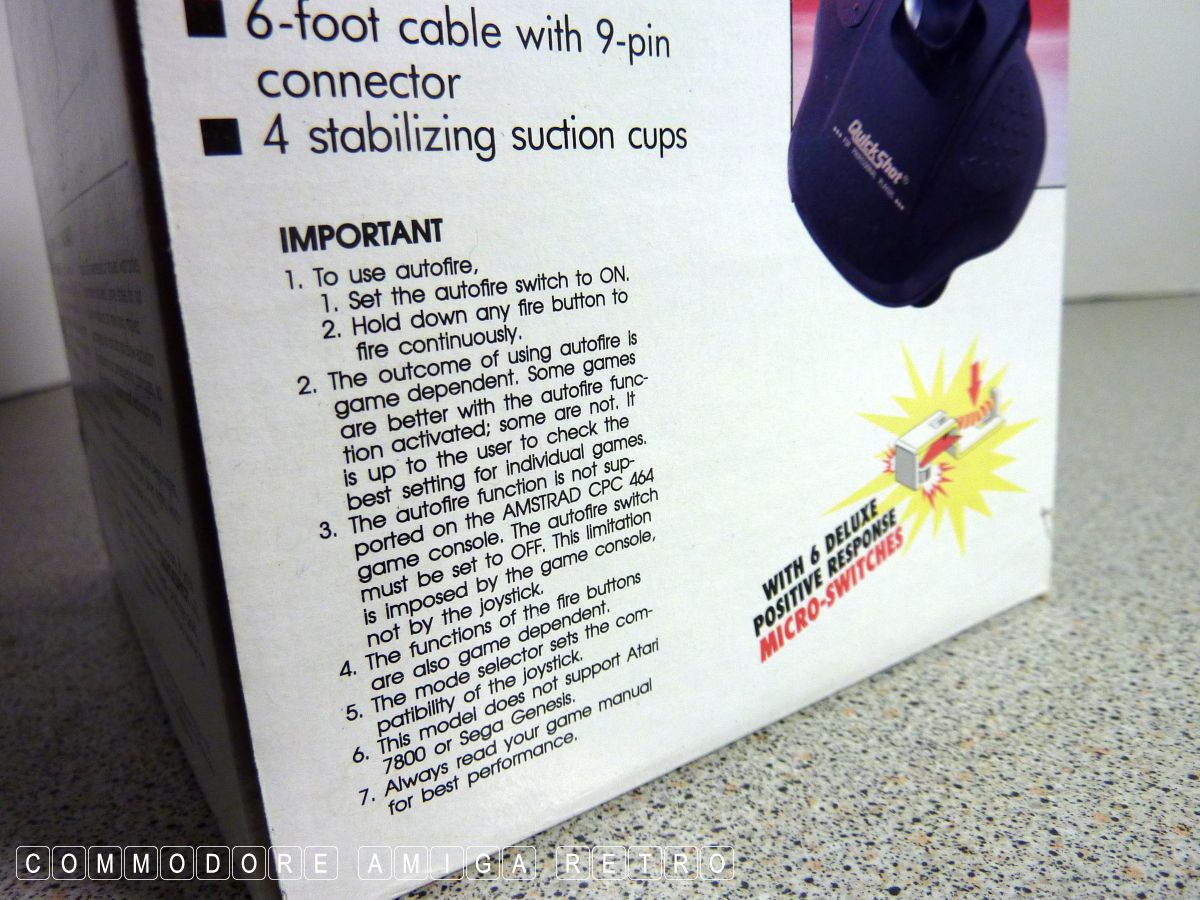 ■ 6-foot cable with 9-pin
connector
■ 4 stabilizing suction cups
QuickShot®
IMPORTANT
1. To use autofire,
1. Set the autofire switch to ON.
2. Hold down any fire button to
fire continuously.
2. The outcome of using autofire is
game dependent. Some games
are better with the autofire func-
tion activated; some are not. It
is up to the user to check the
best setting for individual games.
3. The autofire function is not sup-
ported on the AMSTRAD CPC 464
game console. The autofire switch
must be set to OFF. This limitation
is imposed by the game console,
not by the joystick.
4. The functions of the fire buttons
are also game dependent.
5. The mode selector sets the com-
patibility of the joystick.
6. This model does not support Atari
7800 or Sega Genesis.
7. Always read your game manual
for best performance.
WITH 6 DELUXE
POSITIVE RESPONSE
MICRO-SWITCHES
COMMODORE AMIGA RETRO